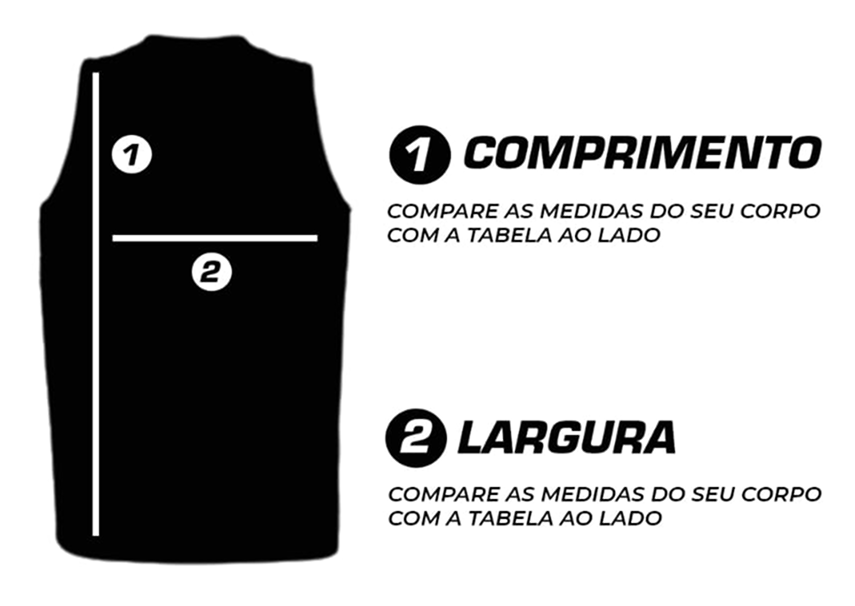 1
2
1 COMPRIMENTO
COMPARE AS MEDIDAS DO SEU CORPO
COM A TABELA AO LADO
2 LARGURA
COMPARE AS MEDIDAS DO SEU CORPO
COM A TABELA AO LADO